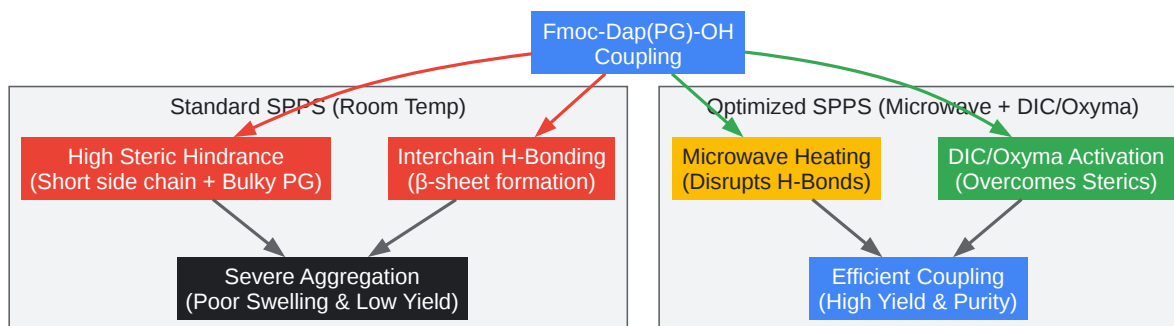 Fmoc-Dap(PG)-OH
Coupling
Standard SPPS (Room Temp)
High Steric Hindrance
(Short side chain + Bulky PG)
Interchain H-Bonding
(β-sheet formation)
Severe Aggregation
(Poor Swelling & Low Yield)
Optimized SPPS (Microwave + DIC/Oxyma)
Microwave Heating
(Disrupts H-Bonds)
DIC/Oxyma Activation
(Overcomes Sterics)
Efficient Coupling
(High Yield & Purity)